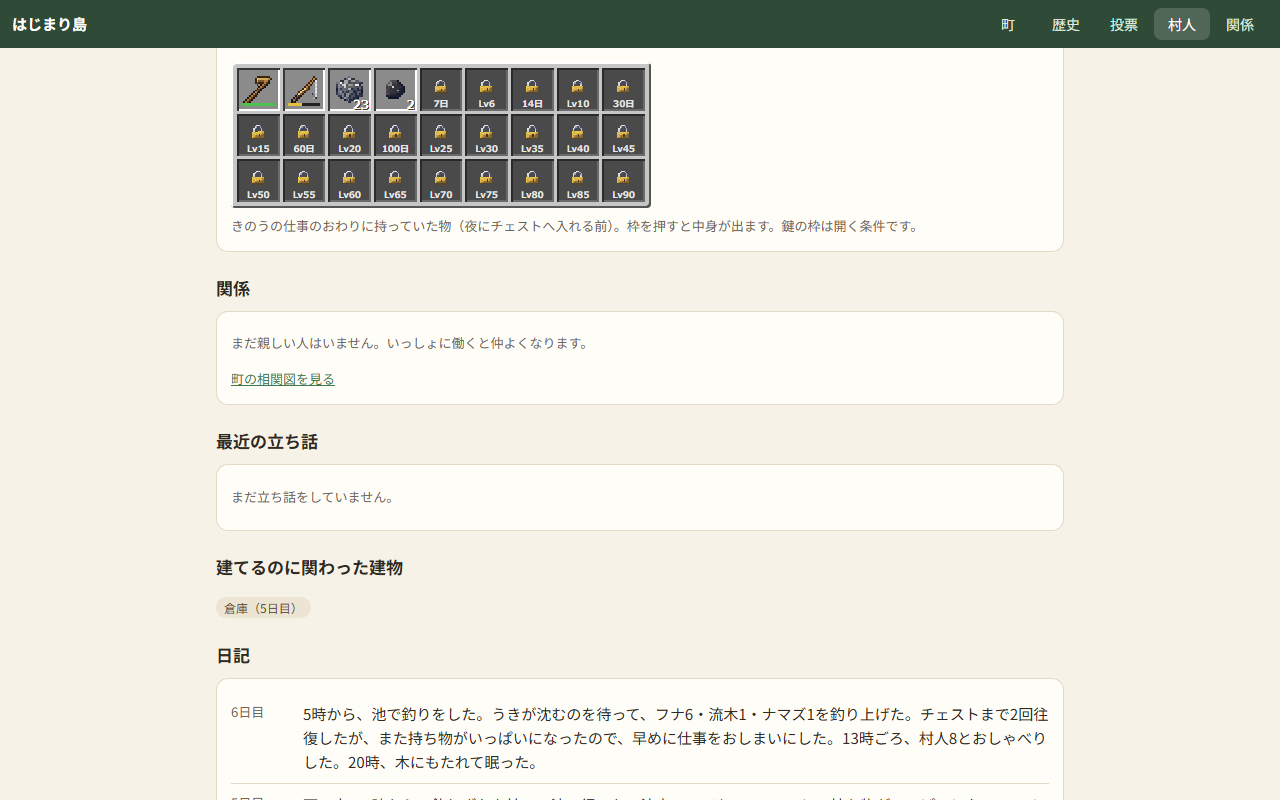 はじまり島
町 歴史 投票 村人 関係
23 2 7日 Lv6 14日 Lv10 30日
Lv15 60日 Lv20 100日 Lv25 Lv30 Lv35 Lv40 Lv45
Lv50 Lv55 Lv60 Lv65 Lv70 Lv75 Lv80 Lv85 Lv90
きのうの仕事のおわりに持っていた物（夜にチェストへ入れる前）。枠を押すと中身が出ます。鍵の枠は開く条件です。
関係
まだ親しい人はいません。いっしょに働くと仲よくなります。
町の相関図を見る
最近の立ち話
まだ立ち話をしていません。
建てるのに関わった建物
倉庫（5日目）
日記
6日目
5時から、池で釣りをした。うきが沈むのを待って、フナ6・流木1・ナマズ1を釣り上げた。チェストまで2回往
復したが、また持ち物がいっぱいになったので、早めに仕事をおしまいにした。13時ごろ、村人8とおしゃべり
した。20時、木にもたれて眠った。